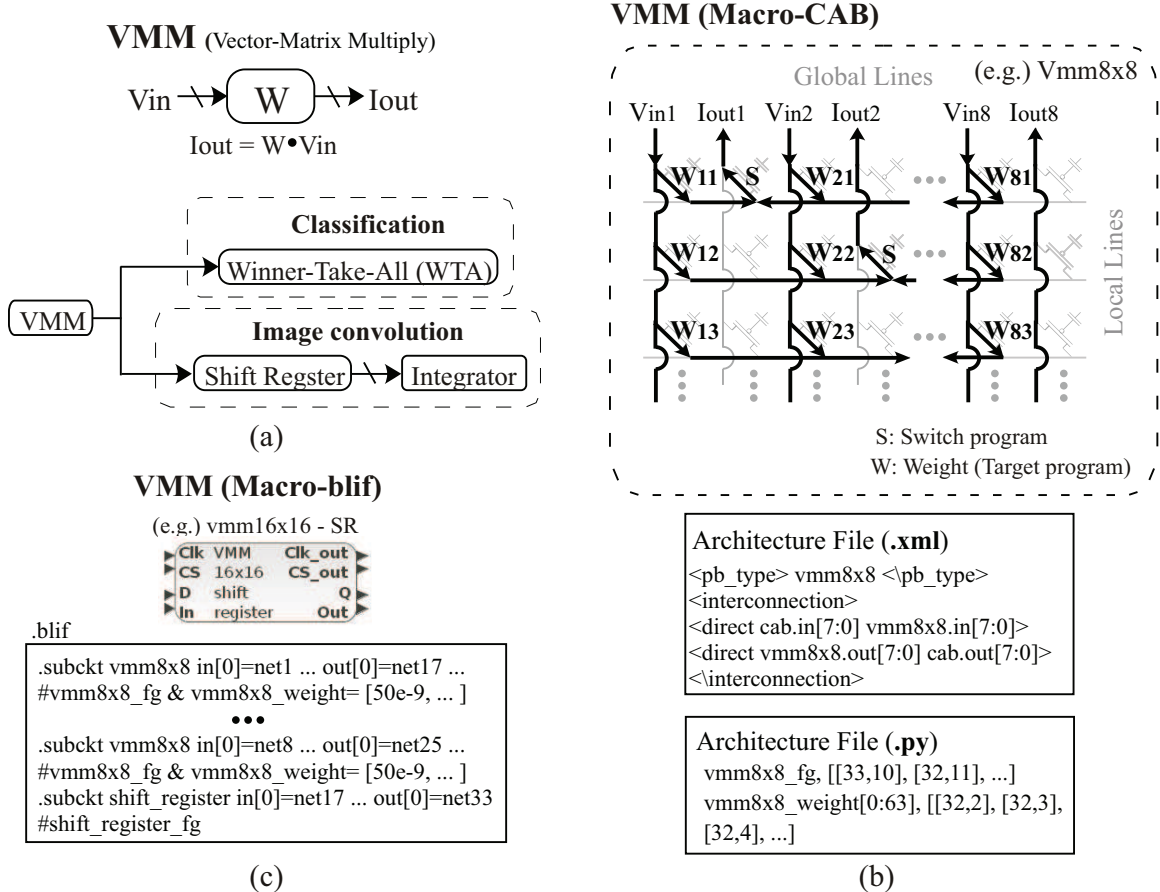 VMM (Vector-Matrix Multiply)
Vin W Iout
Iout = W•Vin
Classification
Winner-Take-All (WTA)
VMM
Image convolution
Shift Regster Integrator
(a)
VMM (Macro-CAB)
Global Lines (e.g.) Vmm8x8
Vin1 Iout1 Vin2 Iout2 Vin8 Iout8
W11 S W21 ••• W81
W12 W22 S ••• W82
W13 W23 ••• W83
Local Lines
S: Switch program
W: Weight (Target program)
Architecture File (.xml)
<pb_type> vmm8x8 <\pb_type>
<interconnection>
<direct cab.in[7:0] vmm8x8.in[7:0]>
<direct vmm8x8.out[7:0] cab.out[7:0]>
<\interconnection>
Architecture File (.py)
vmm8x8_fg, [[33,10], [32,11], ...]
vmm8x8_weight[0:63], [[32,2], [32,3],
[32,4], ...]
(b)
VMM (Macro-blif)
(e.g.) vmm16x16 - SR
Clk VMM Clk_out
CS 16x16 CS_out
D shift Q
In register Out
.blif
.subckt vmm8x8 in[0]=net1 ... out[0]=net17 ...
#vmm8x8_fg & vmm8x8_weight= [50e-9, ... ]
•••
.subckt vmm8x8 in[0]=net8 ... out[0]=net25 ...
#vmm8x8_fg & vmm8x8_weight= [50e-9, ... ]
.subckt shift_register in[0]=net17 ... out[0]=net33
#shift_register_fg
(c)